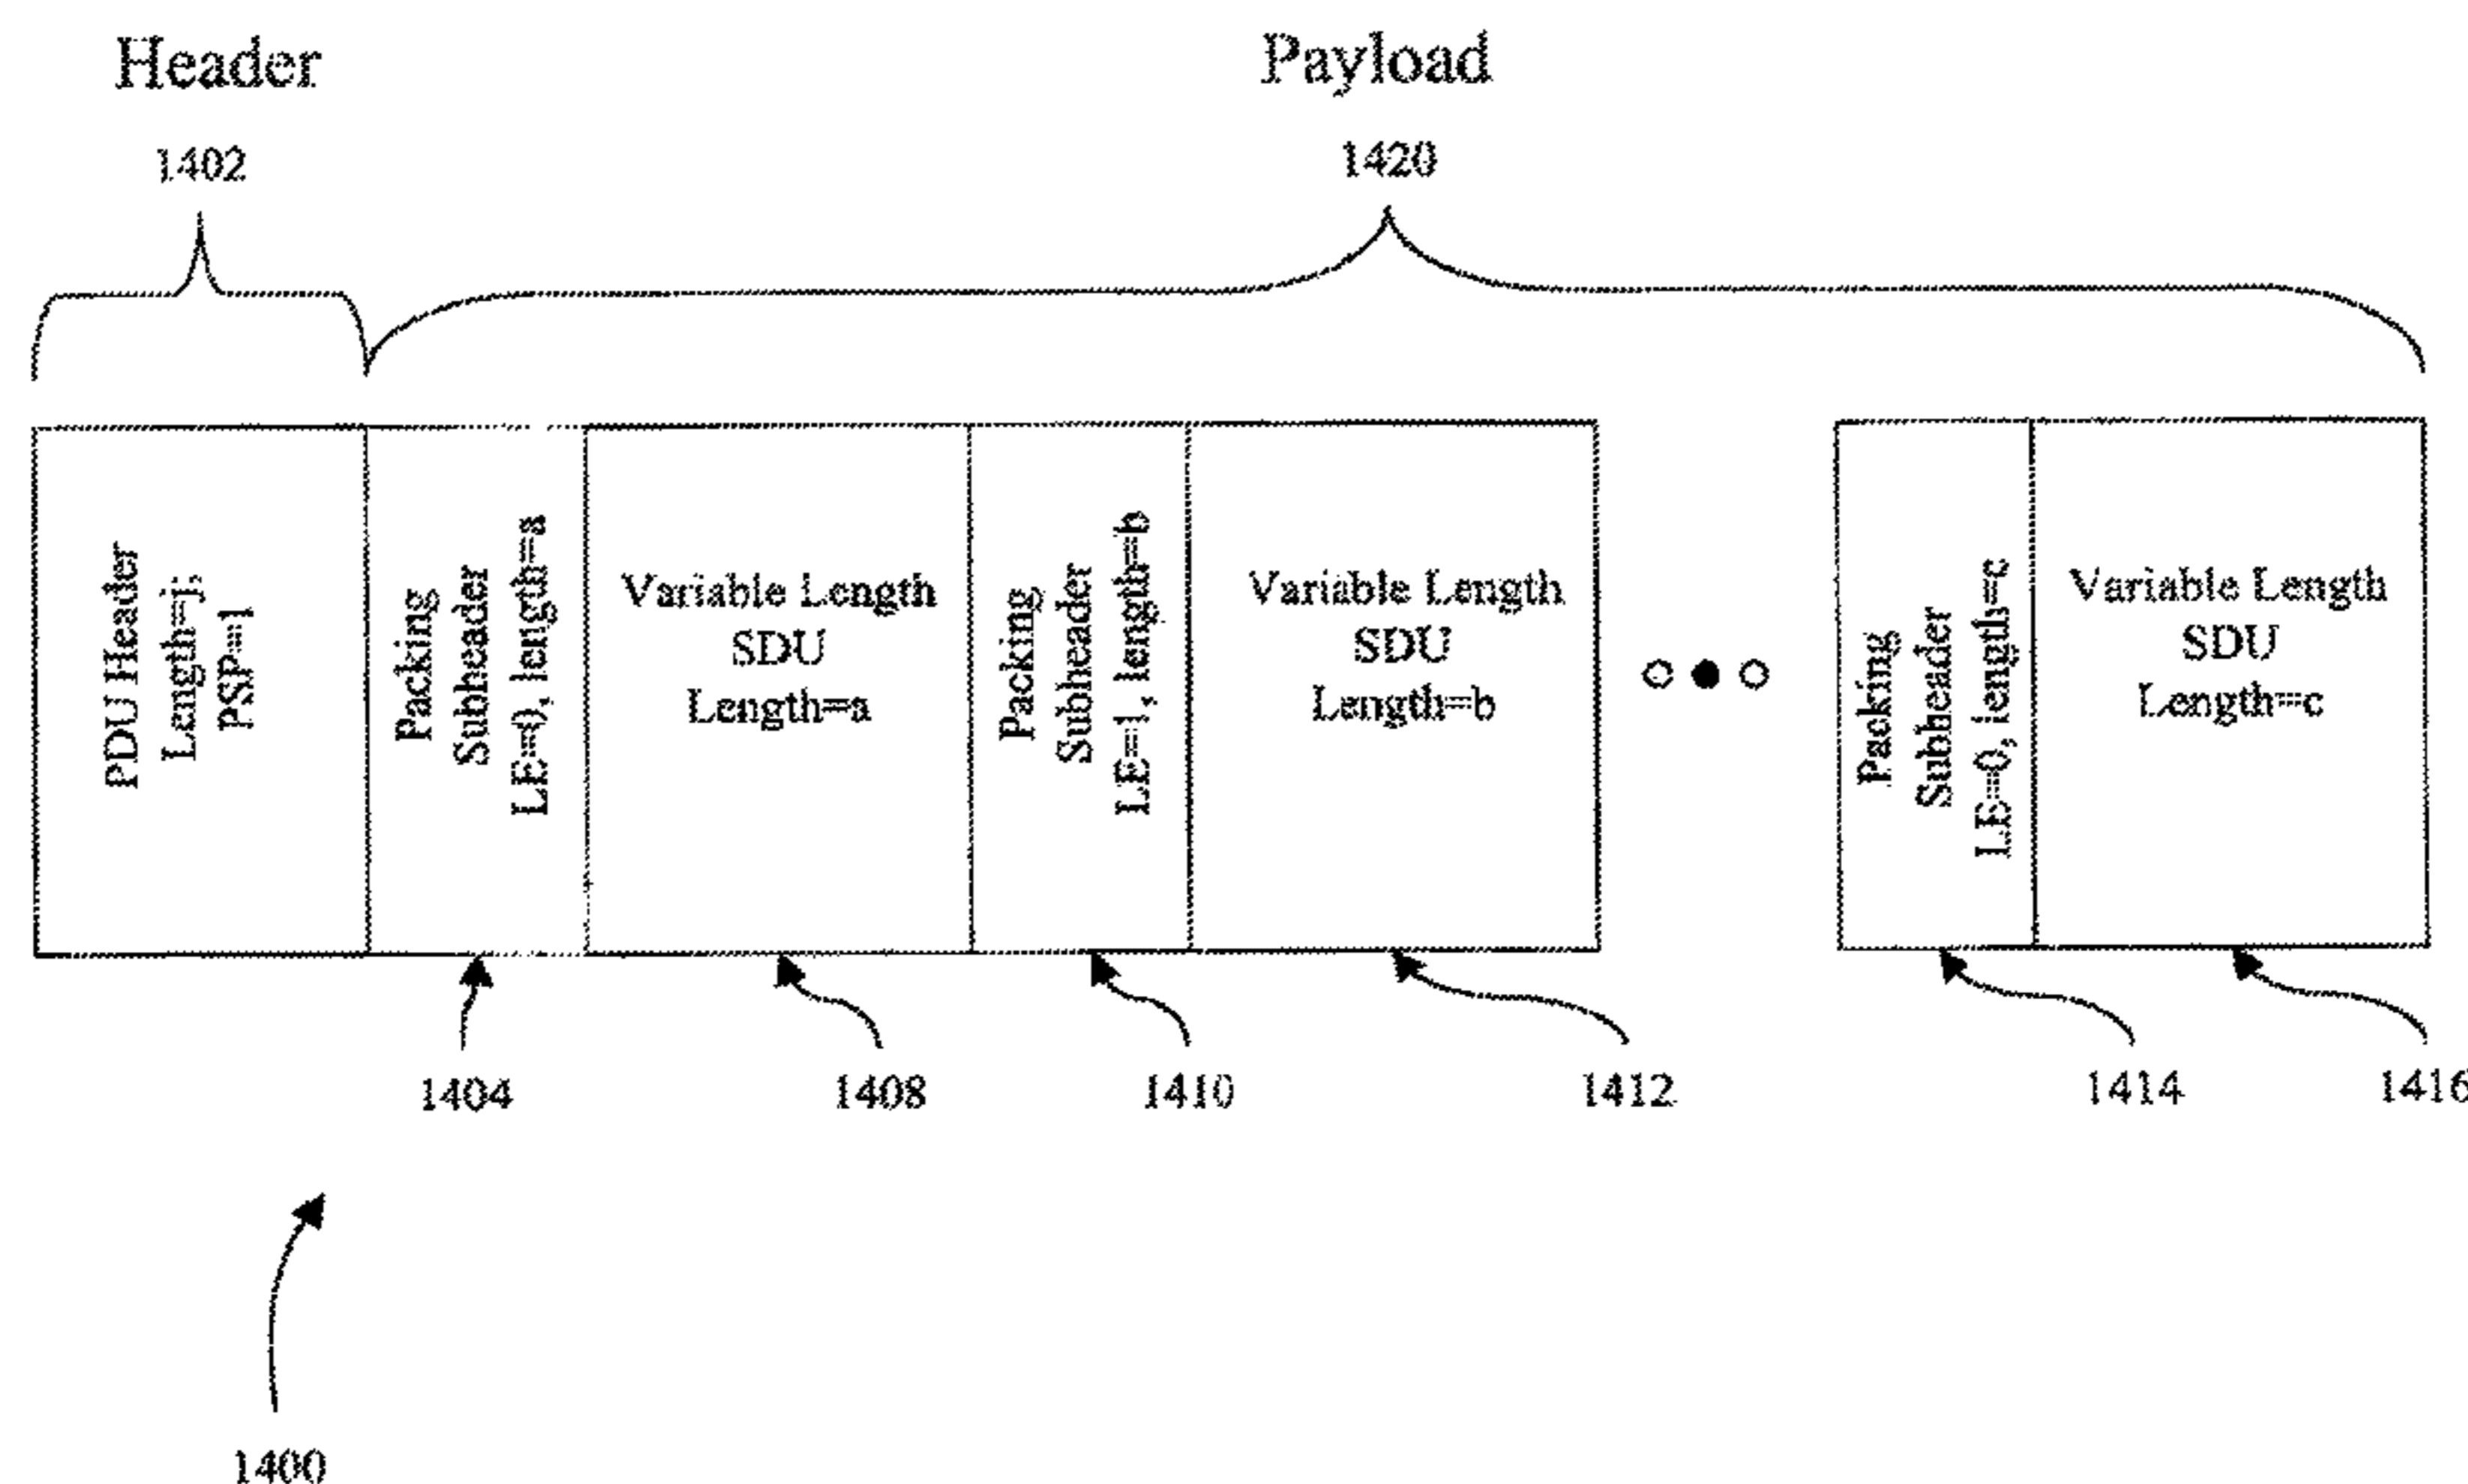 Header
Payload
1402
1420
PDU Header
Length=j,
PSP=1
Packing
Subheader
LE=0, length=a
Variable Length
SDU
Length=a
Packing
Subheader
LE=1, length=b
Variable Length
SDU
Length=b
Packing
Subheader
LE=0, length=c
Variable Length
SDU
Length=c
1404
1408
1410
1412
1414
1416
1400